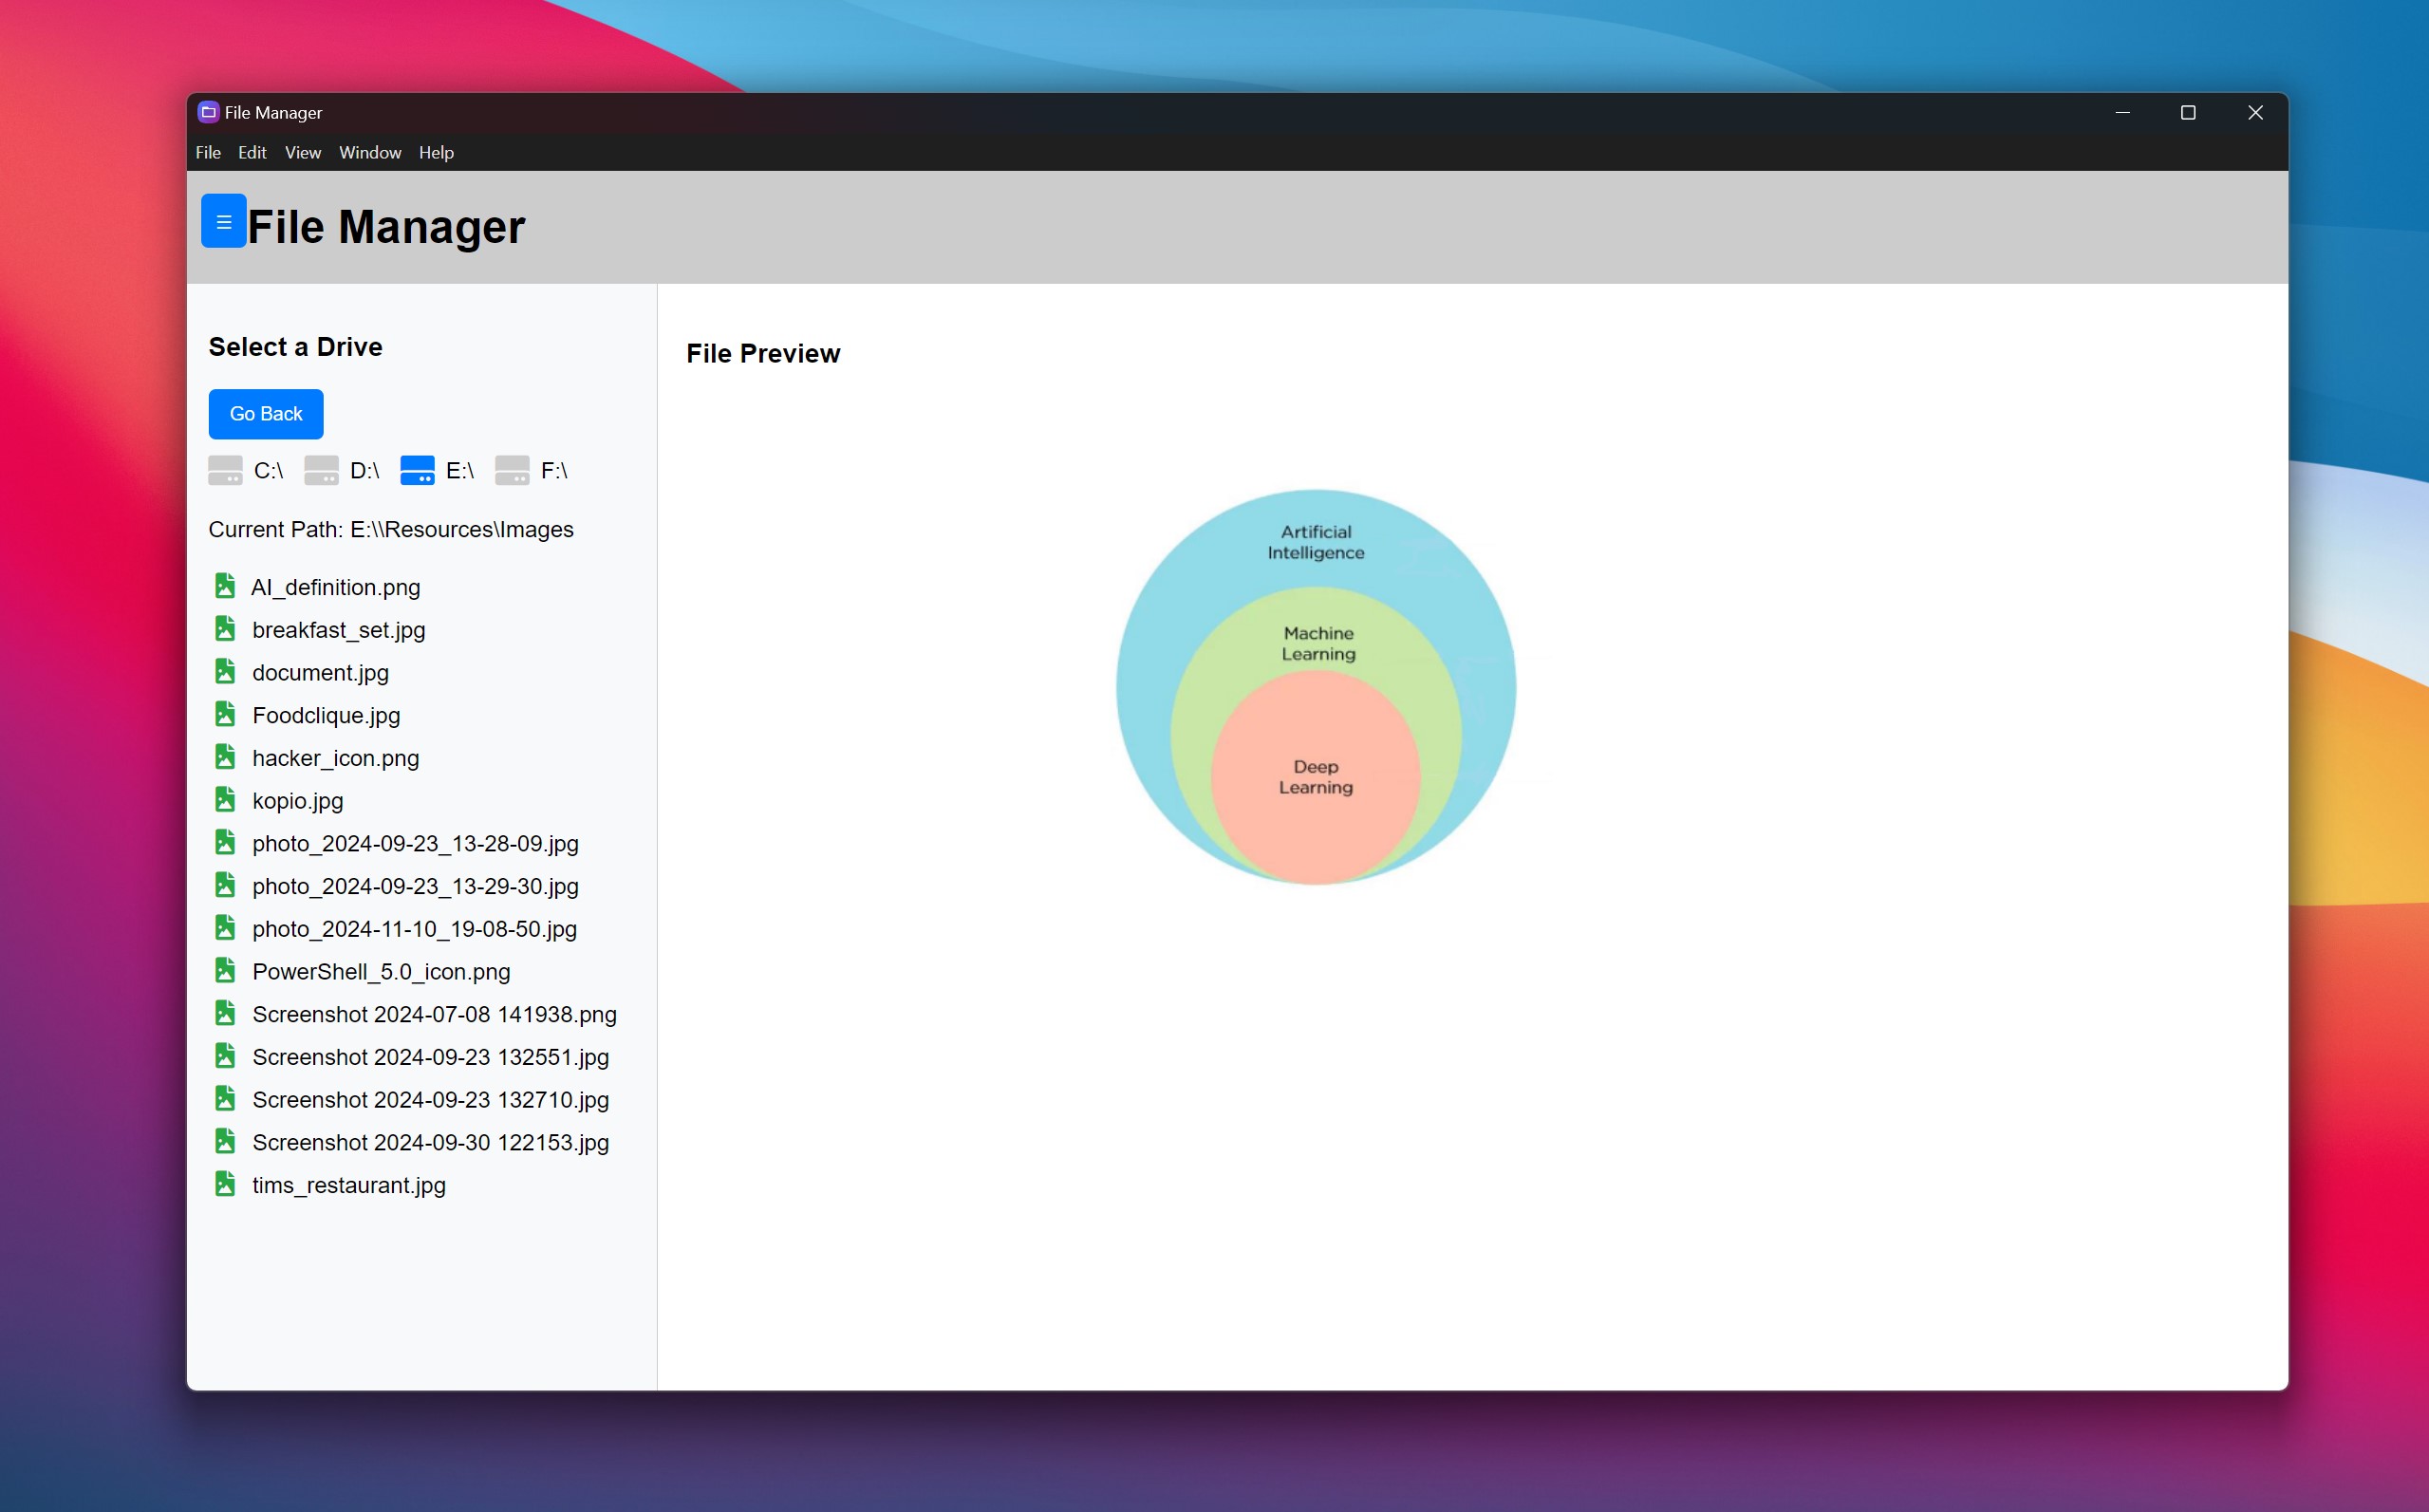 File Manager
File Edit View Window Help
☰ File Manager
Select a Drive
Go Back
C:\ D:\ E:\ F:\
Current Path: E:\\Resources\Images
AI_definition.png
breakfast_set.jpg
document.jpg
Foodclique.jpg
hacker_icon.png
kopio.jpg
photo_2024-09-23_13-28-09.jpg
photo_2024-09-23_13-29-30.jpg
photo_2024-11-10_19-08-50.jpg
PowerShell_5.0_icon.png
Screenshot 2024-07-08 141938.png
Screenshot 2024-09-23 132551.jpg
Screenshot 2024-09-23 132710.jpg
Screenshot 2024-09-30 122153.jpg
tims_restaurant.jpg
File Preview
Artificial
Intelligence
Machine
Learning
Deep
Learning